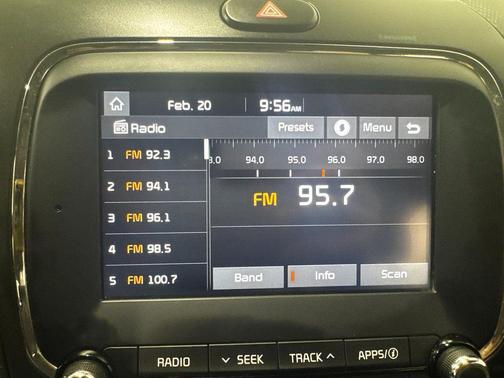 Feb. 20 9:56AM
Radio Presets Menu
1 FM 92.3
2 FM 94.1
3 FM 96.1
4 FM 98.5
5 FM 100.7
3.0 94.0 95.0 96.0 97.0 98.0
FM 95.7
Band Info Scan
RADIO SEEK TRACK APPS/i